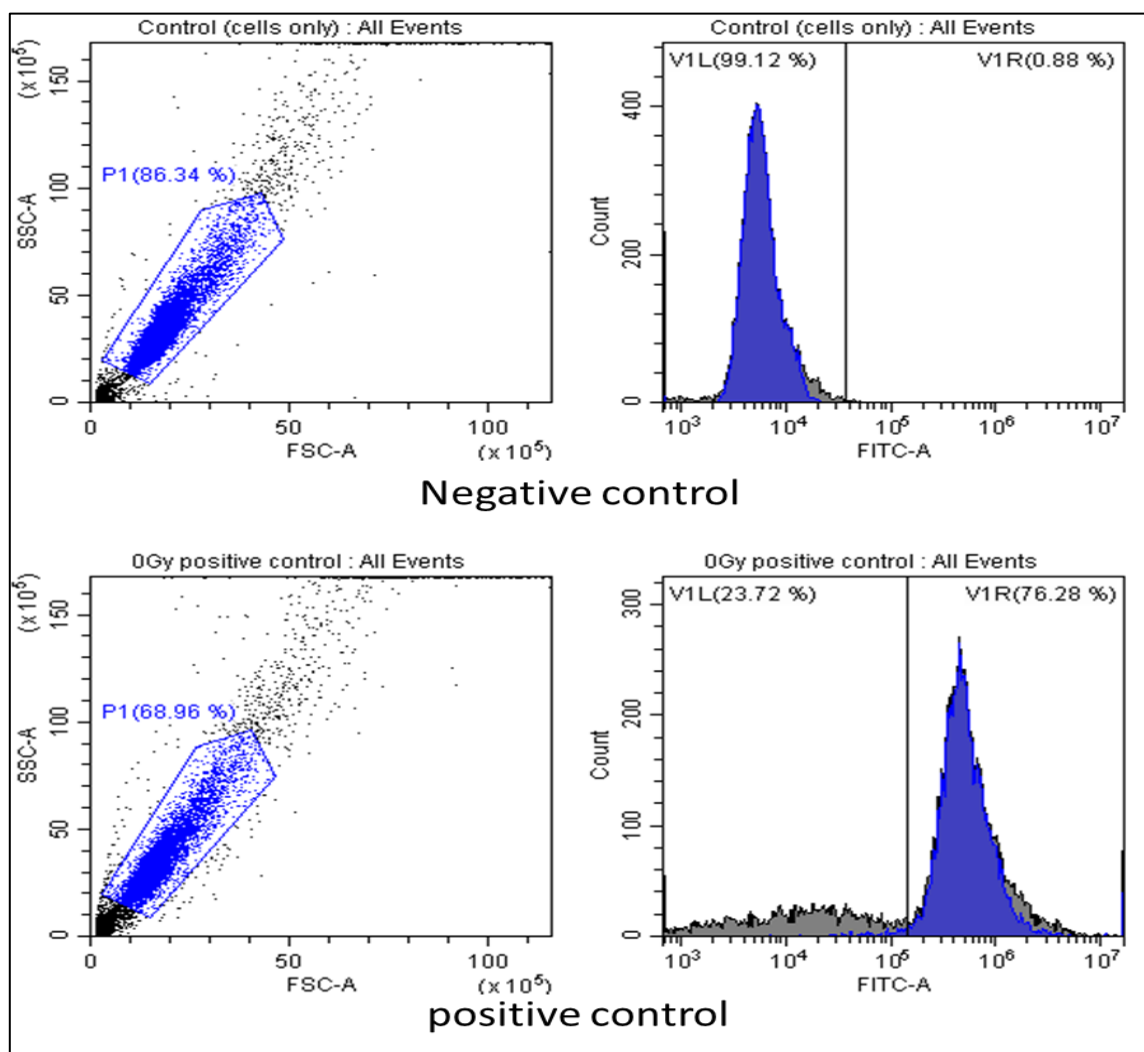 Control (cells only) : All Events
P1(86.34 %)
SSC-A
(x10⁵)
0 50 100 150
0 50 100
FSC-A
(x10⁵)
Control (cells only) : All Events
V1L(99.12 %)
V1R(0.88 %)
Count
0 200 400
10³ 10⁴ 10⁵ 10⁶ 10⁷
FITC-A
Negative control
0Gy positive control : All Events
P1(68.96 %)
SSC-A
(x10⁵)
0 50 100 150
0 50 100
FSC-A
(x10⁵)
0Gy positive control : All Events
V1L(23.72 %)
V1R(76.28 %)
Count
0 100 200 300
10³ 10⁴ 10⁵ 10⁶ 10⁷
FITC-A
positive control